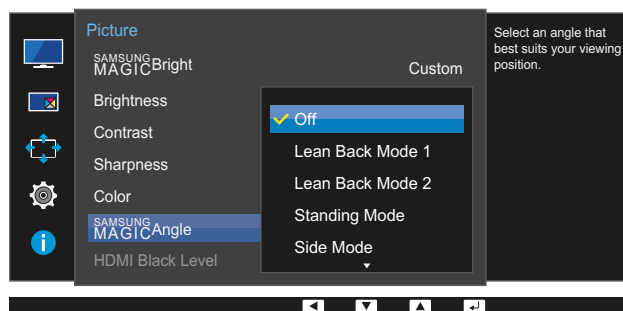 Picture
SAMSUNG
MAGICBright
Custom
Brightness
Contrast
Sharpness
Color
SAMSUNG
MAGICAngle
HDMI Black Level
Off
Lean Back Mode 1
Lean Back Mode 2
Standing Mode
Side Mode
Select an angle that
best suits your viewing
position.